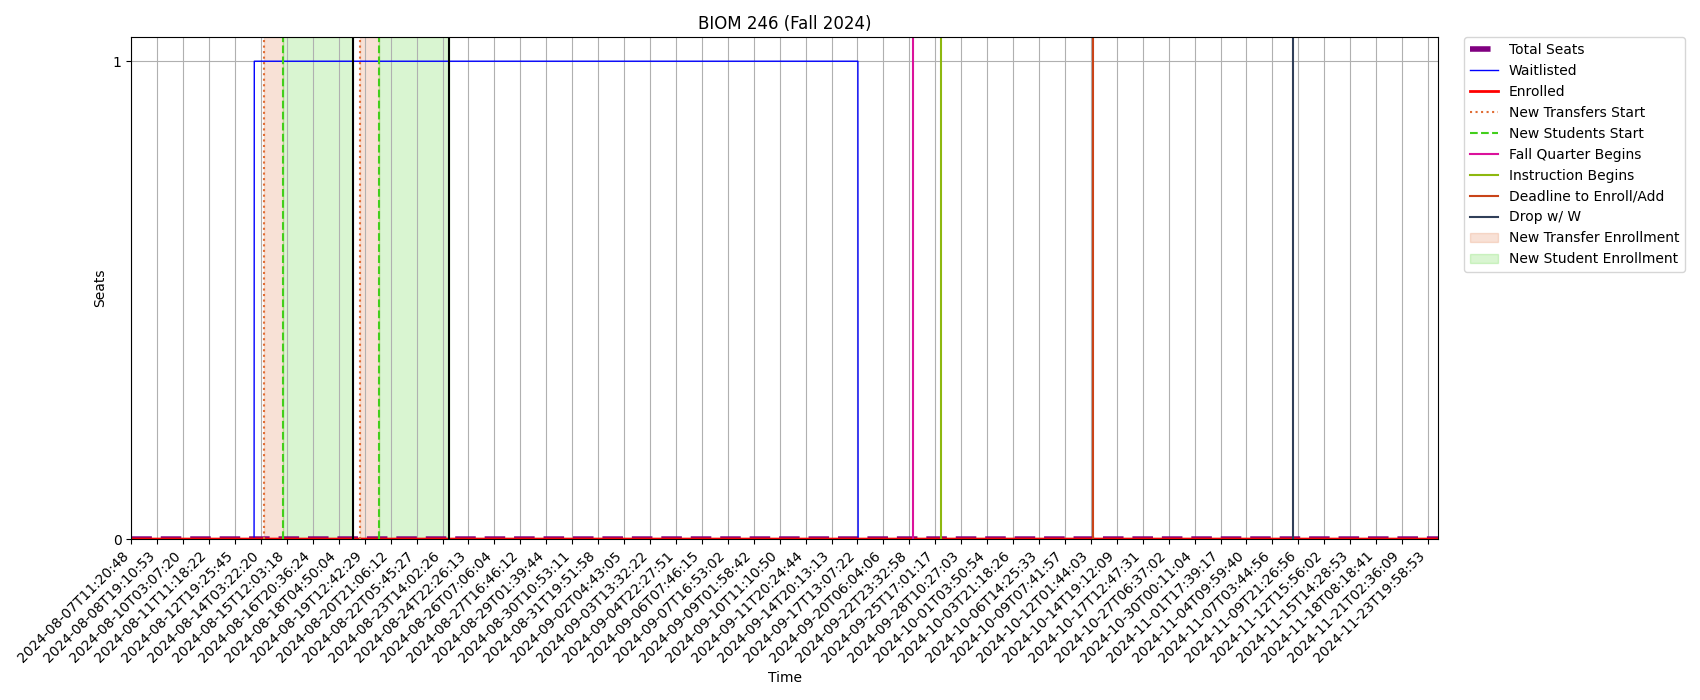 BIOM 246 (Fall 2024)
Seats
1
0
2024-08-07T11:20:48
2024-08-08T19:10:53
2024-08-10T03:07:20
2024-08-11T11:18:22
2024-08-12T19:25:45
2024-08-14T03:22:20
2024-08-15T12:03:18
2024-08-16T20:36:24
2024-08-18T04:50:04
2024-08-19T12:42:29
2024-08-20T21:06:12
2024-08-22T05:45:27
2024-08-23T14:02:26
2024-08-24T22:26:13
2024-08-26T07:06:04
2024-08-27T16:46:12
2024-08-29T01:39:44
2024-08-30T10:53:11
2024-08-31T19:51:58
2024-09-02T04:43:05
2024-09-03T13:32:22
2024-09-04T22:27:51
2024-09-06T07:46:15
2024-09-07T16:53:02
2024-09-09T01:58:42
2024-09-10T11:10:50
2024-09-11T20:24:44
2024-09-14T20:13:13
2024-09-17T13:07:22
2024-09-20T06:04:06
2024-09-22T23:32:58
2024-09-25T17:01:17
2024-09-28T10:27:03
2024-10-01T03:50:54
2024-10-03T21:18:26
2024-10-06T14:25:33
2024-10-09T07:41:57
2024-10-12T01:44:03
2024-10-14T19:12:09
2024-10-17T12:47:31
2024-10-27T06:37:02
2024-10-30T00:11:04
2024-11-01T17:39:17
2024-11-04T09:59:40
2024-11-07T03:44:56
2024-11-09T21:26:56
2024-11-12T15:56:02
2024-11-15T14:28:53
2024-11-18T08:18:41
2024-11-21T02:36:09
2024-11-23T19:58:53
Time
Total Seats
Waitlisted
Enrolled
New Transfers Start
New Students Start
Fall Quarter Begins
Instruction Begins
Deadline to Enroll/Add
Drop w/ W
New Transfer Enrollment
New Student Enrollment